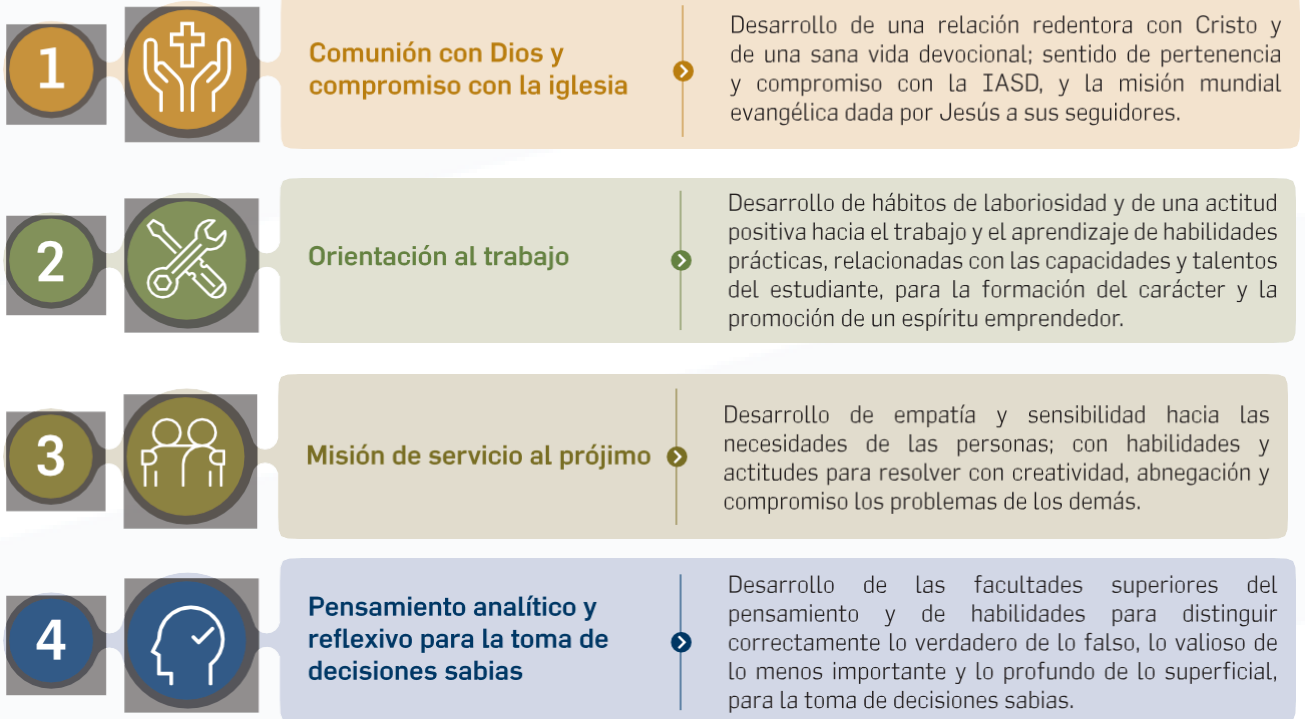 1
Comunión con Dios y
compromiso con la iglesia
Desarrollo de una relación redentora con Cristo y
de una sana vida devocional; sentido de pertenencia
y compromiso con la IASD, y la misión mundial
evangélica dada por Jesús a sus seguidores.
2
Orientación al trabajo
Desarrollo de hábitos de laboriosidad y de una actitud
positiva hacia el trabajo y el aprendizaje de habilidades
prácticas, relacionadas con las capacidades y talentos
del estudiante, para la formación del carácter y la
promoción de un espíritu emprendedor.
3
Misión de servicio al prójimo
Desarrollo de empatía y sensibilidad hacia las
necesidades de las personas; con habilidades y
actitudes para resolver con creatividad, abnegación y
compromiso los problemas de los demás.
4
Pensamiento analítico y
reflexivo para la toma de
decisiones sabias
Desarrollo de las facultades superiores del
pensamiento y de habilidades para distinguir
correctamente lo verdadero de lo falso, lo valioso de
lo menos importante y lo profundo de lo superficial,
para la toma de decisiones sabias.